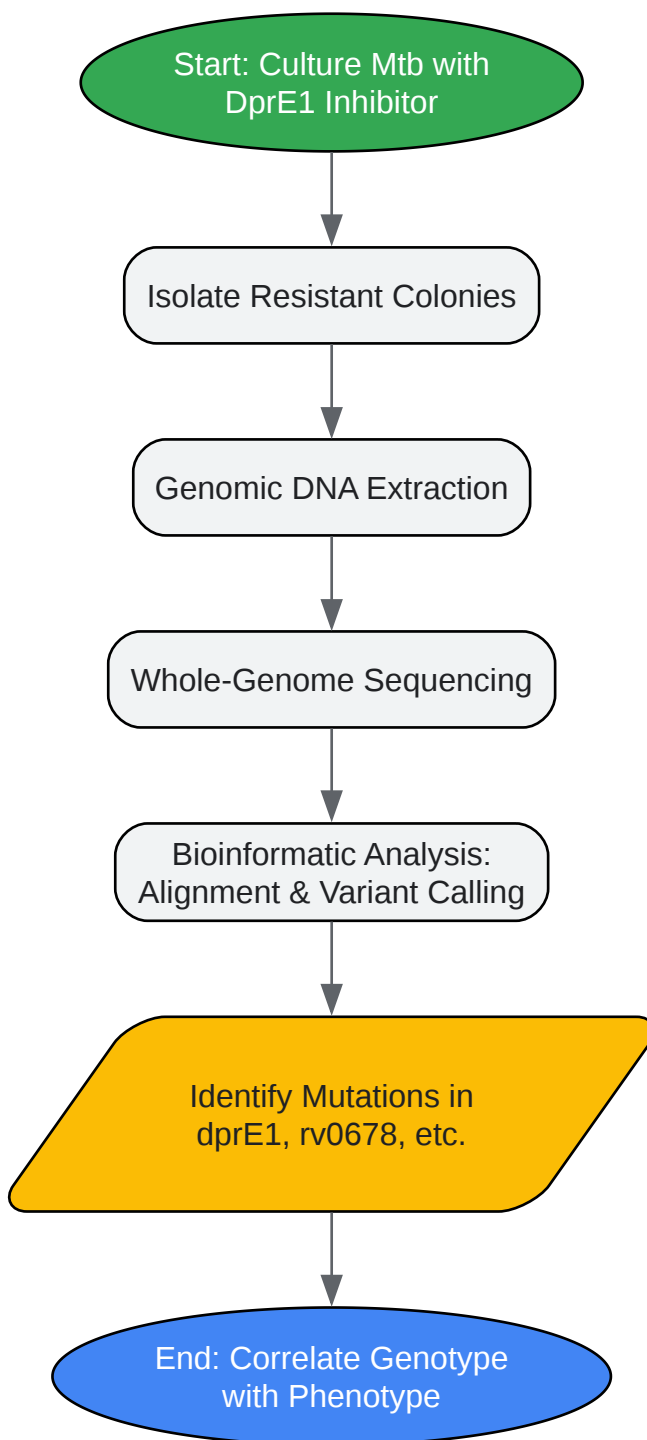 Start: Culture Mtb with
DprE1 Inhibitor
Isolate Resistant Colonies
Genomic DNA Extraction
Whole-Genome Sequencing
Bioinformatic Analysis:
Alignment & Variant Calling
Identify Mutations in
dprE1, rv0678, etc.
End: Correlate Genotype
with Phenotype